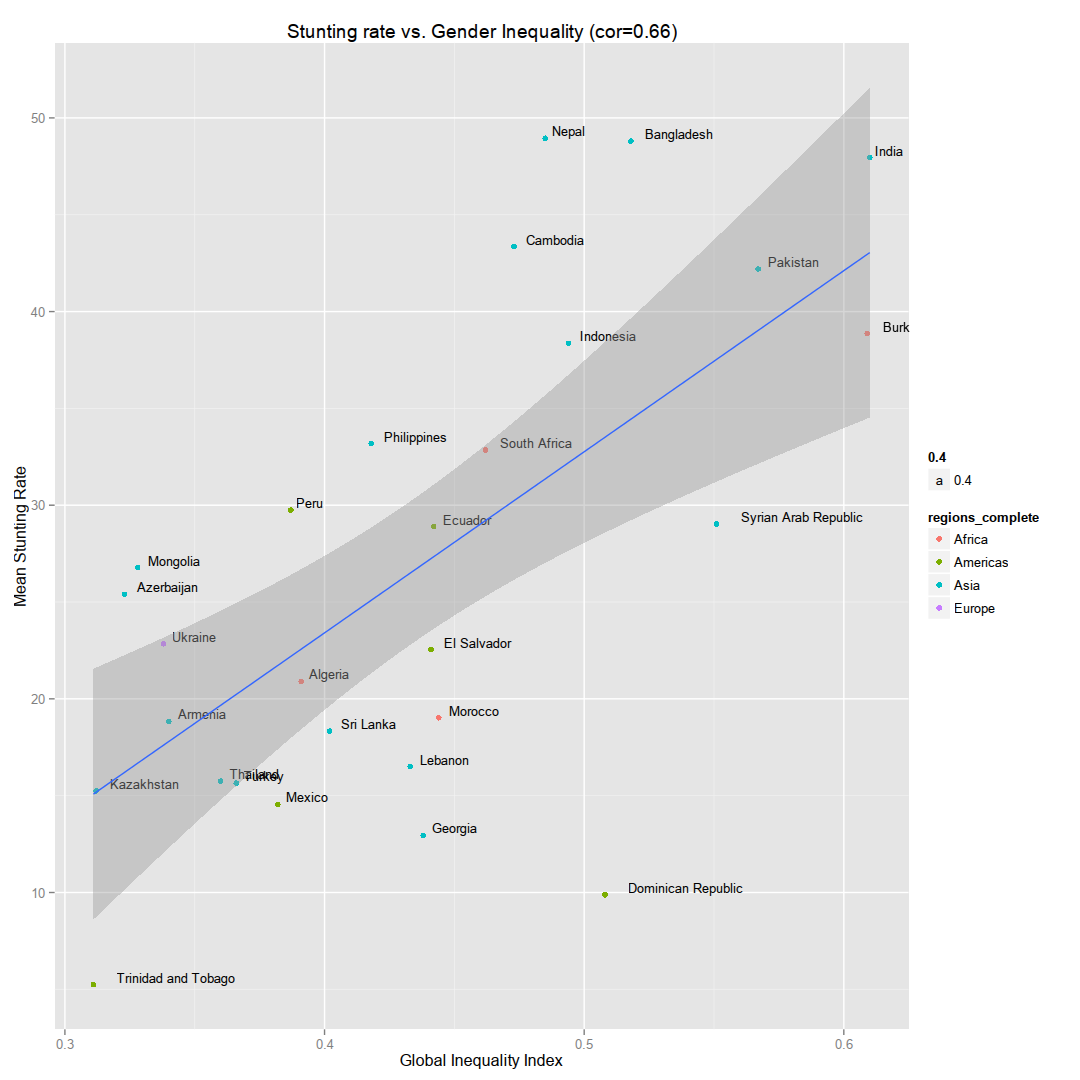 Stunting rate vs. Gender Inequality (cor=0.66)
50
Nepal
Bangladesh
India
Cambodia
Pakistan
40
Burk
Indonesia
Philippines
South Africa
30
Peru
Ecuador
Syrian Arab Republic
Mongolia
Azerbaijan
Ukraine
El Salvador
Algeria
20
Armenia
Morocco
Sri Lanka
Lebanon
Thailand
Turkey
Kazakhstan
Mexico
Georgia
10
Dominican Republic
Trinidad and Tobago
Mean Stunting Rate
0.3
0.4
0.5
0.6
Global Inequality Index
0.4
a 0.4
regions_complete
Africa
Americas
Asia
Europe